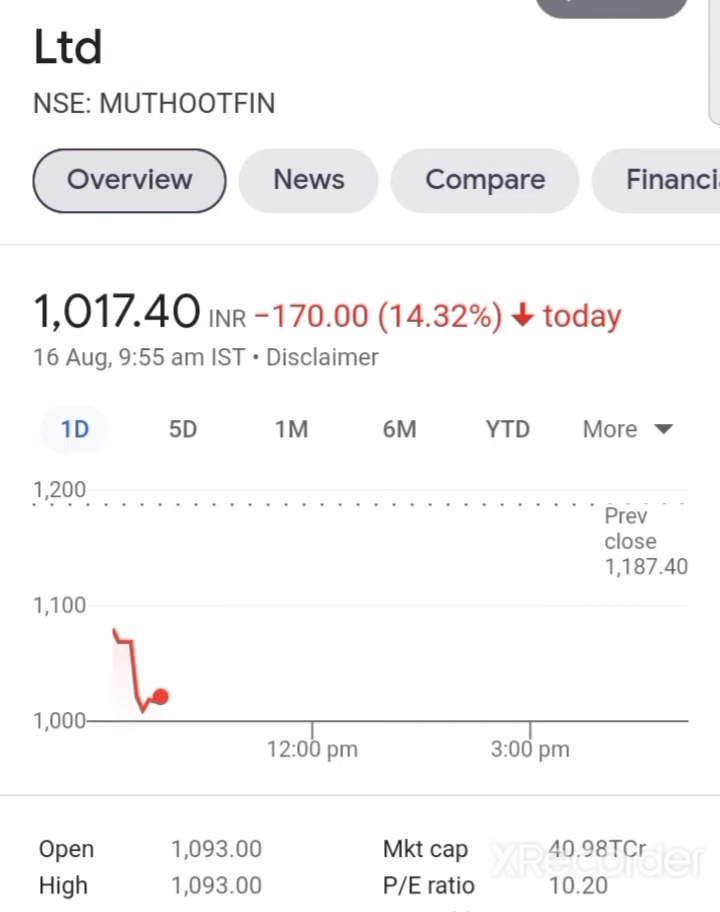 Ltd
NSE: MUTHOOTFIN
Overview News Compare Financi
1,017.40 INR −170.00 (14.32%) ↓ today
16 Aug, 9:55 am IST • Disclaimer
1D 5D 1M 6M YTD More
1,200
Prev
close
1,187.40
1,100
1,000
12:00 pm 3:00 pm
Open 1,093.00 Mkt cap 40.98TCr
High 1,093.00 P/E ratio 10.20
XRecorder